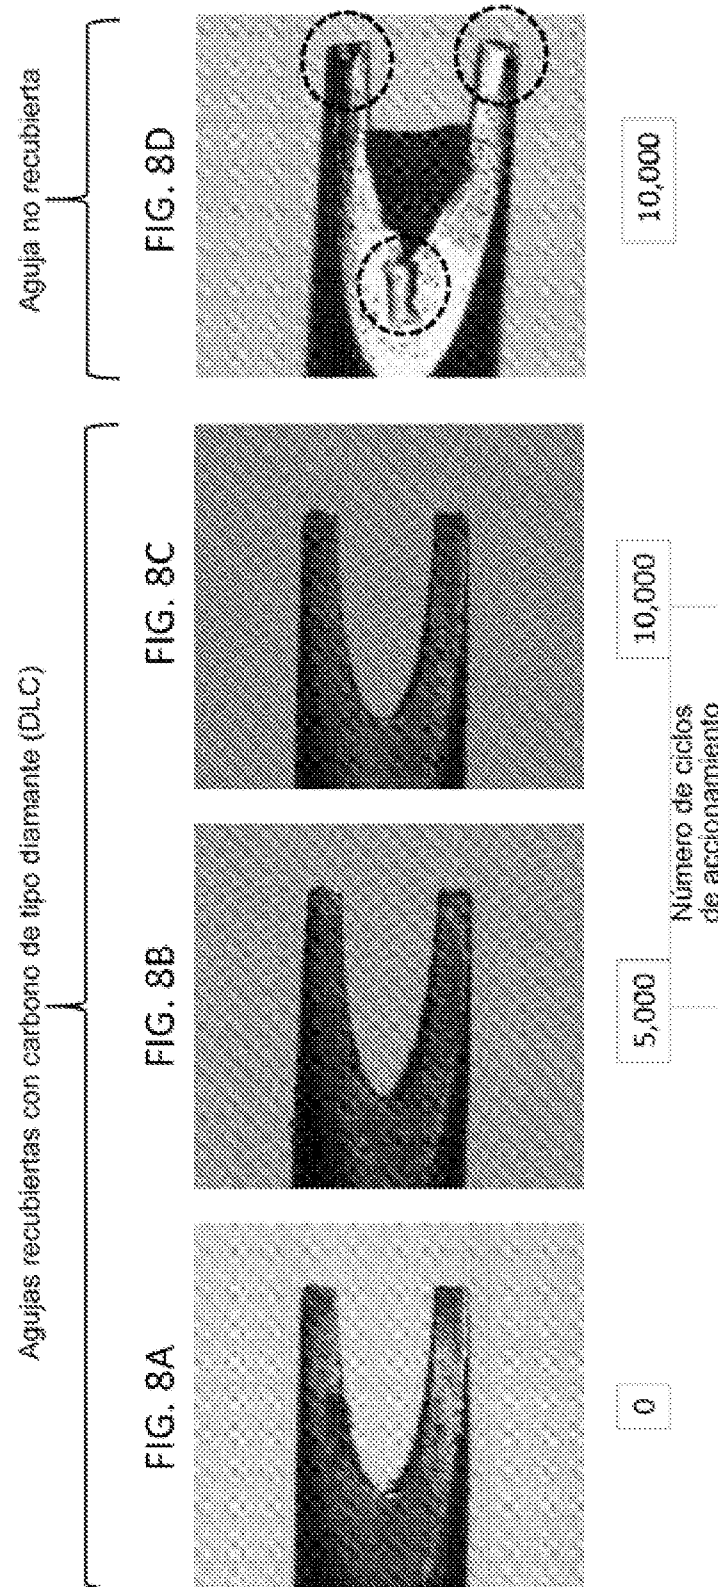 Agujas recubiertas con carbono de tipo diamante (DLC)
Aguja no recubierta
FIG. 8A
FIG. 8B
FIG. 8C
FIG. 8D
0
5,000
10,000
10,000
Número de ciclos
de accionamiento